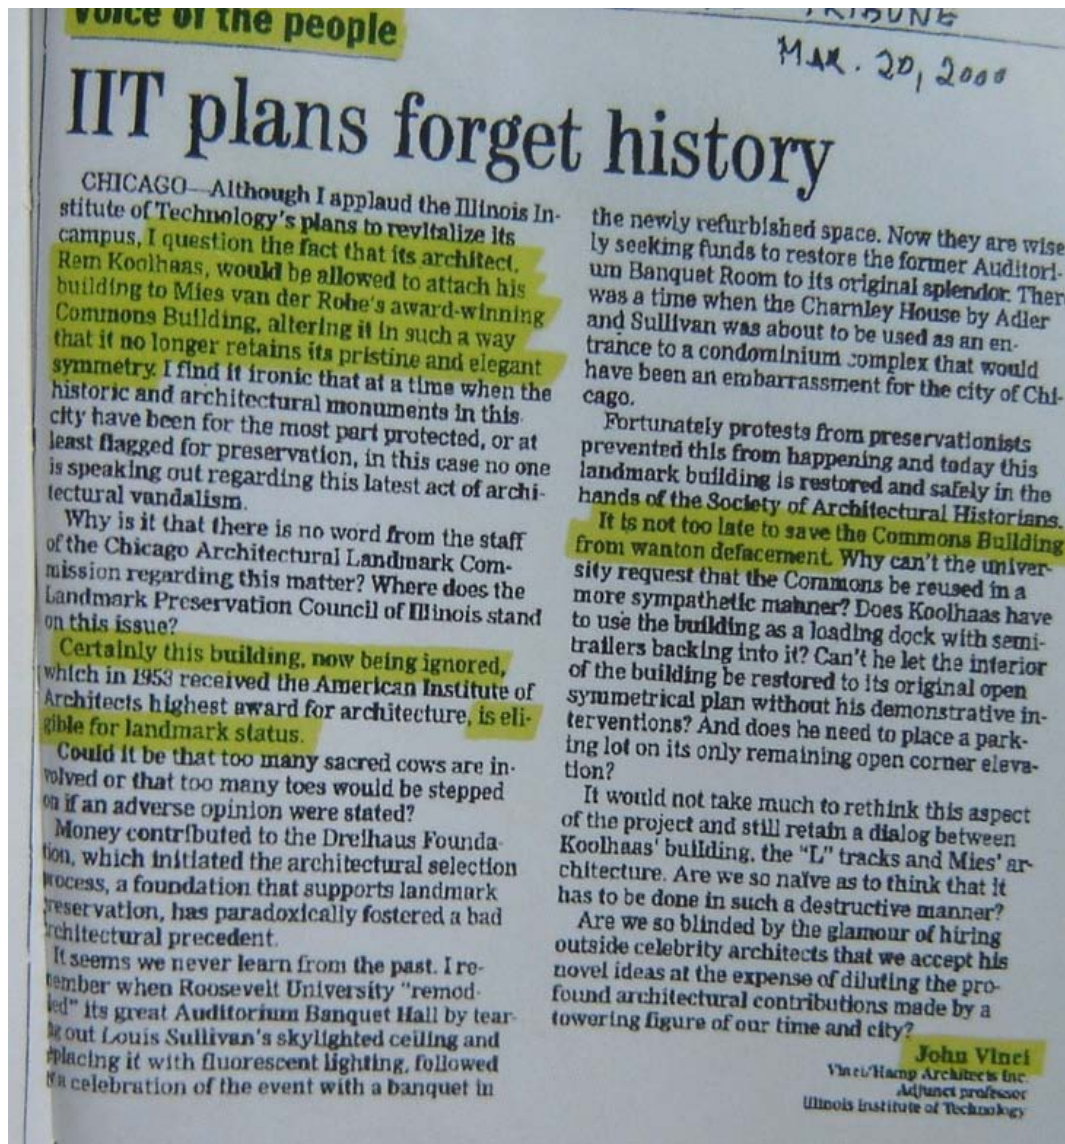 Voice of the people
TRIBUNE
MAR. 20, 2000
IIT plans forget history
CHICAGO—Although I applaud the Illinois In-
stitute of Technology's plans to revitalize its
campus, I question the fact that its architect,
Rem Koolhaas, would be allowed to attach his
building to Mies van der Rohe's award-winning
Commons Building, altering it in such a way
that it no longer retains its pristine and elegant
symmetry. I find it ironic that at a time when the
historic and architectural monuments in this
city have been for the most part protected, or at
least flagged for preservation, in this case no one
is speaking out regarding this latest act of archi-
tectural vandalism.
Why is it that there is no word from the staff
of the Chicago Architectural Landmark Com-
mission regarding this matter? Where does the
Landmark Preservation Council of Illinois stand
on this issue?
Certainly this building, now being ignored,
which in 1953 received the American Institute of
Architects highest award for architecture, is eli-
gible for landmark status.
Could it be that too many sacred cows are in-
volved or that too many toes would be stepped
on if an adverse opinion were stated?
Money contributed to the Dreihaus Founda-
tion, which initiated the architectural selection
process, a foundation that supports landmark
preservation, has paradoxically fostered a bad
architectural precedent.
It seems we never learn from the past. I re-
member when Roosevelt University "remod-
led" its great Auditorium Banquet Hall by tear-
out Louis Sullivan's skylighted ceiling and
placing it with fluorescent lighting, followed
a celebration of the event with a banquet in
the newly refurbished space. Now they are wise
ly seeking funds to restore the former Auditori-
um Banquet Room to its original splendor. Ther
was a time when the Charnley House by Adler
and Sullivan was about to be used as an en-
trance to a condominium complex that would
have been an embarrassment for the city of Chi-
cago.
Fortunately protests from preservationists
prevented this from happening and today this
landmark building is restored and safely in the
hands of the Society of Architectural Historians.
It is not too late to save the Commons Building
from wanton defacement. Why can't the univer-
sity request that the Commons be reused in a
more sympathetic manner? Does Koolhaas have
to use the building as a loading dock with semi-
trailers backing into it? Can't he let the interior
of the building be restored to its original open
symmetrical plan without his demonstrative in-
terventions? And does he need to place a park-
ing lot on its only remaining open corner eleva-
tion?
It would not take much to rethink this aspect
of the project and still retain a dialog between
Koolhaas' building, the "L" tracks and Mies' ar-
chitecture. Are we so naïve as to think that it
has to be done in such a destructive manner?
Are we so blinded by the glamour of hiring
outside celebrity architects that we accept his
novel ideas at the expense of diluting the pro-
found architectural contributions made by a
towering figure of our time and city?
John Vinci
Vinci/Hamp Architects Inc.
Adjunct professor
Illinois Institute of Technology